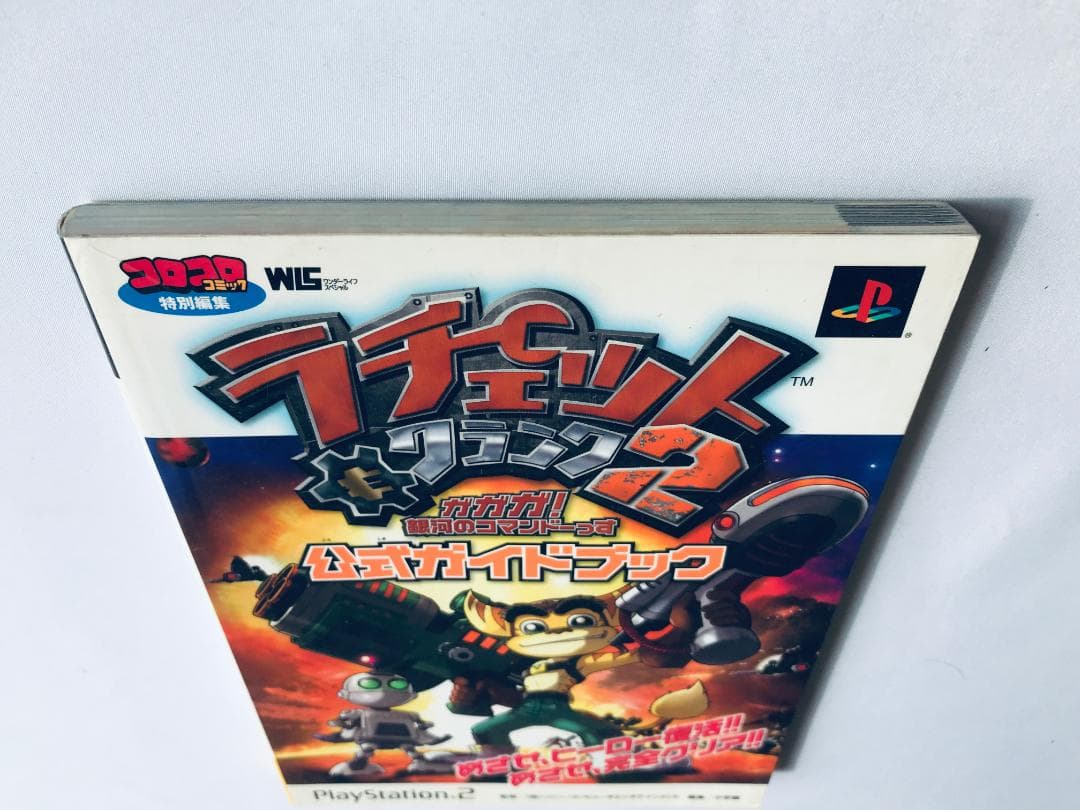 コロコロ
コミック
特別編集
WLS
ワンダーライフ
スペシャル
ラチェット
TM
&
クランク2
ガガガ!
銀河のコマンドーっす
公式ガイドブック
めざせ、ヒーロー復活!!
めざせ、完全クリア!!
PlayStation.2